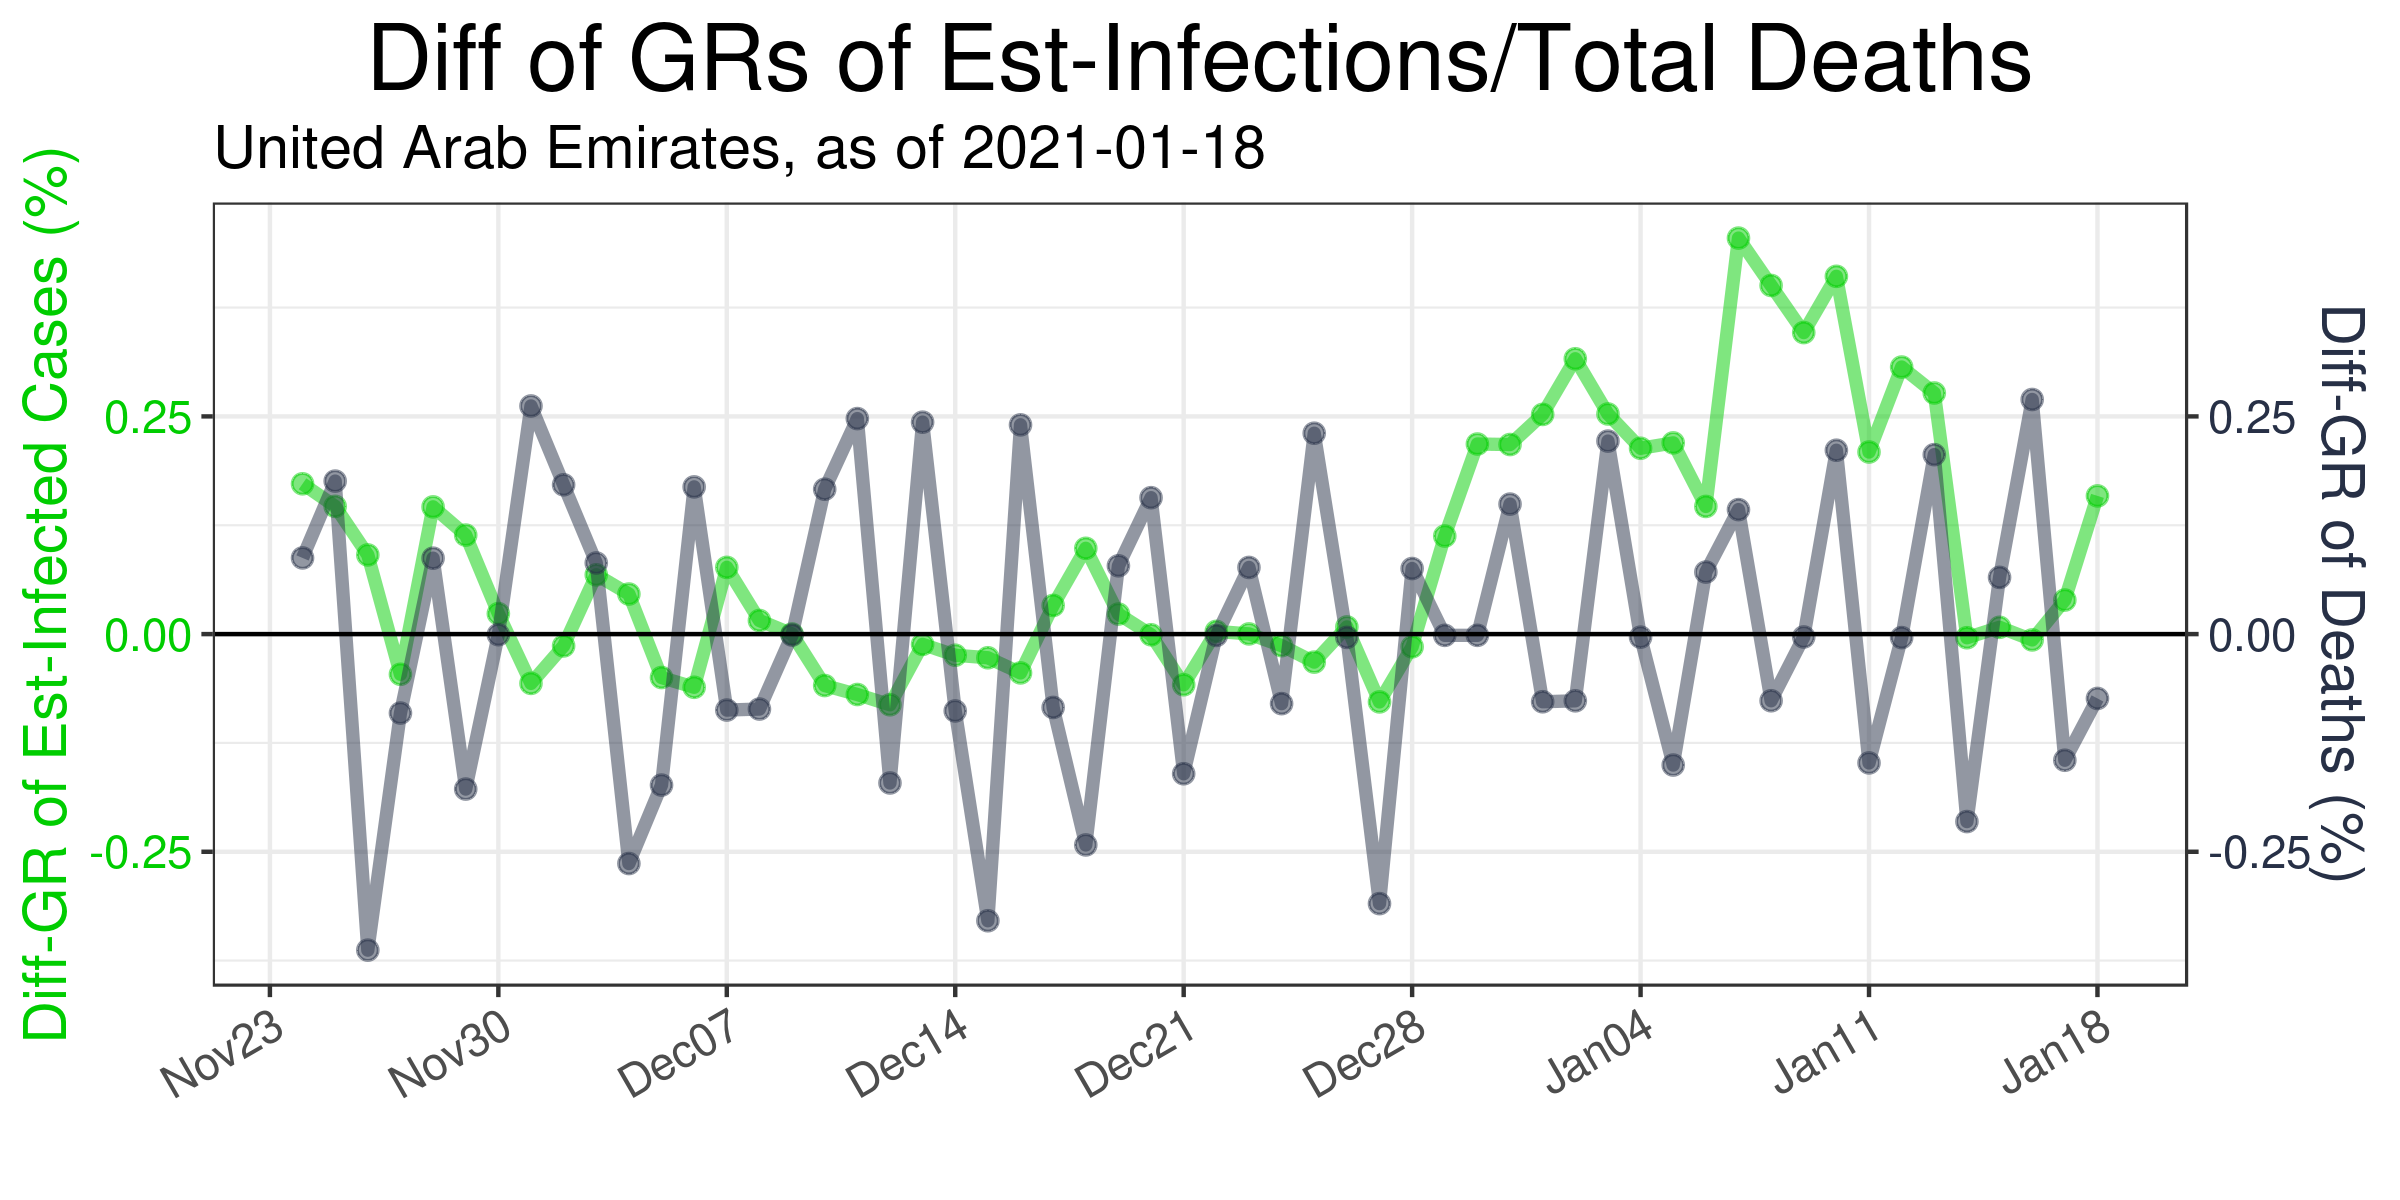 Diff of GRs of Est-Infections/Total Deaths
United Arab Emirates, as of 2021-01-18
Diff-GR of Est-Infected Cases (%)
0.25
0.00
-0.25
0.25
0.00
-0.25
Diff-GR of Deaths (%)
Nov23 Nov30 Dec07 Dec14 Dec21 Dec28 Jan04 Jan11 Jan18